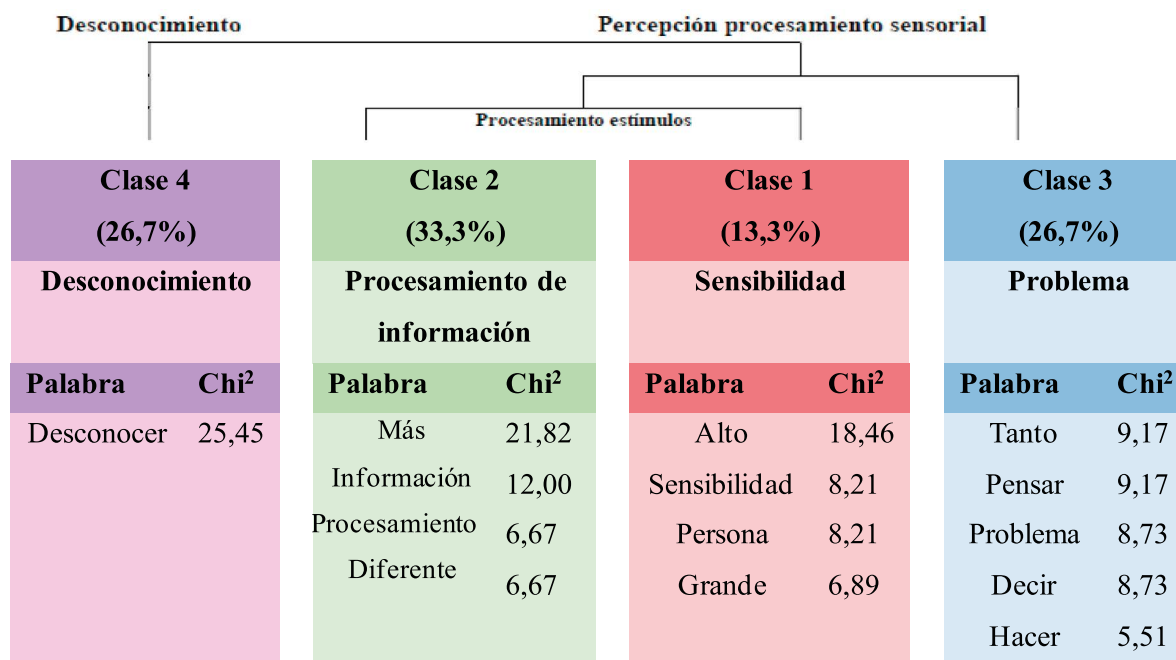 Desconocimiento
Percepción procesamiento sensorial
Procesamiento estímulos
Clase 4
(26,7%)
Desconocimiento
Palabra Chi²
Desconocer 25,45
Clase 2
(33,3%)
Procesamiento de
información
Palabra Chi²
Más 21,82
Información 12,00
Procesamiento 6,67
Diferente 6,67
Clase 1
(13,3%)
Sensibilidad
Palabra Chi²
Alto 18,46
Sensibilidad 8,21
Persona 8,21
Grande 6,89
Clase 3
(26,7%)
Problema
Palabra Chi²
Tanto 9,17
Pensar 9,17
Problema 8,73
Decir 8,73
Hacer 5,51